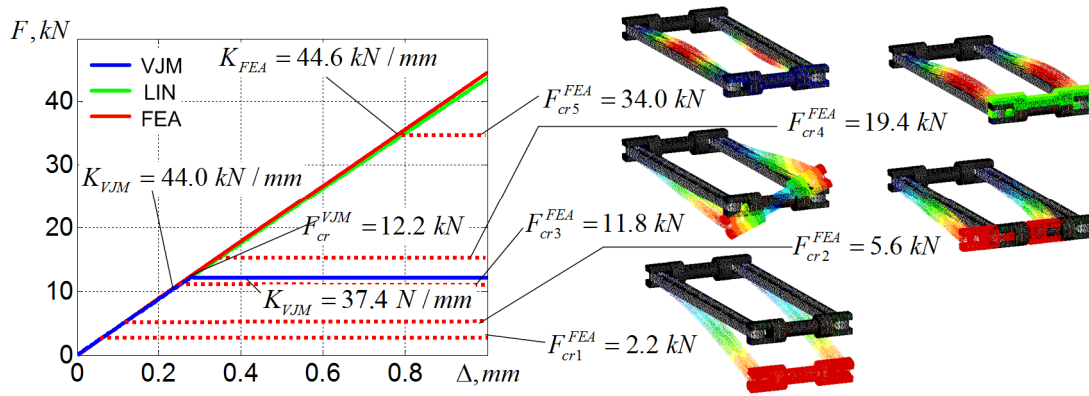 F, kN
40
30
20
10
0
0
0.2
0.4
0.6
0.8
Δ, mm
VJM
LIN
FEA
K_FEA = 44.6 kN / mm
K_VJM = 44.0 kN / mm
F_cr^VJM = 12.2 kN
K_VJM = 37.4 N / mm
F_cr5^FEA = 34.0 kN
F_cr4^FEA = 19.4 kN
F_cr3^FEA = 11.8 kN
F_cr2^FEA = 5.6 kN
F_cr1^FEA = 2.2 kN